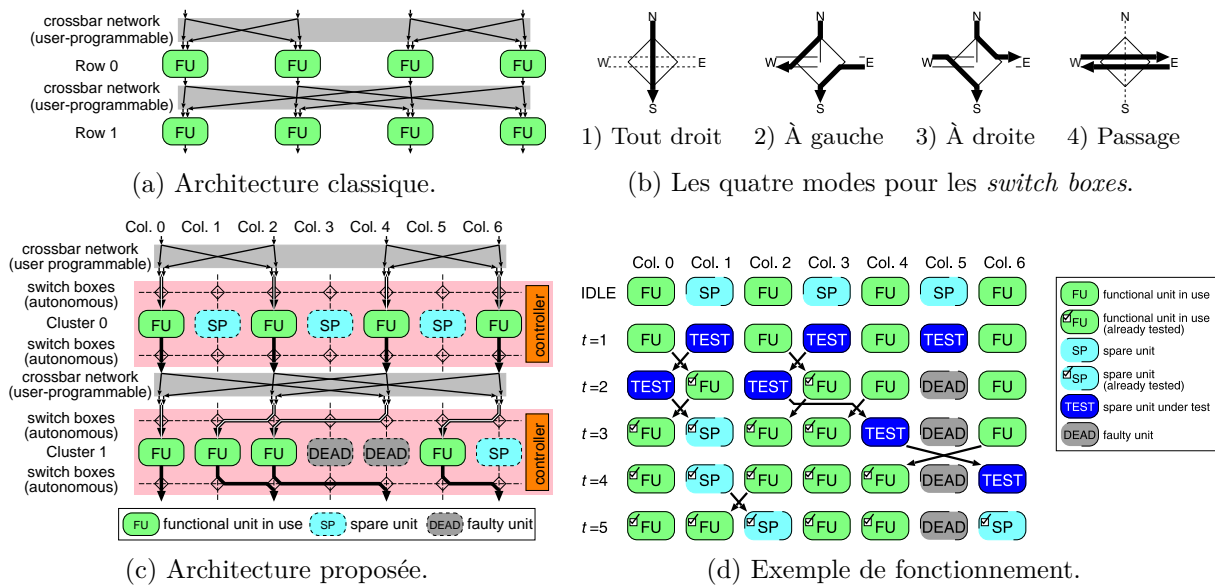 crossbar network
(user-programmable)
FU FU FU FU
Row 0
crossbar network
(user-programmable)
FU FU FU FU
Row 1
(a) Architecture classique.
N N N N
W E W E W E W E
S S S S
1) Tout droit 2) À gauche 3) À droite 4) Passage
(b) Les quatre modes pour les switch boxes.
Col. 0 Col. 1 Col. 2 Col. 3 Col. 4 Col. 5 Col. 6
crossbar network
(user programmable)
switch boxes
(autonomous)
Cluster 0 FU SP FU SP FU SP FU
controller
switch boxes
(autonomous)
crossbar network
(user-programmable)
switch boxes
(autonomous)
Cluster 1 FU FU FU DEAD DEAD FU SP
controller
switch boxes
(autonomous)
FU functional unit in use SP spare unit DEAD faulty unit
(c) Architecture proposée.
Col. 0 Col. 1 Col. 2 Col. 3 Col. 4 Col. 5 Col. 6
IDLE FU SP FU SP FU SP FU
t=1 FU TEST FU TEST FU TEST FU
t=2 TEST FU TEST FU FU DEAD FU
t=3 FU SP FU FU TEST DEAD FU
t=4 FU SP FU FU FU DEAD TEST
t=5 FU FU SP FU FU DEAD SP
FU functional unit in use
FU functional unit in use
(already tested)
SP spare unit
SP spare unit
(already tested)
TEST spare unit under test
DEAD faulty unit
(d) Exemple de fonctionnement.